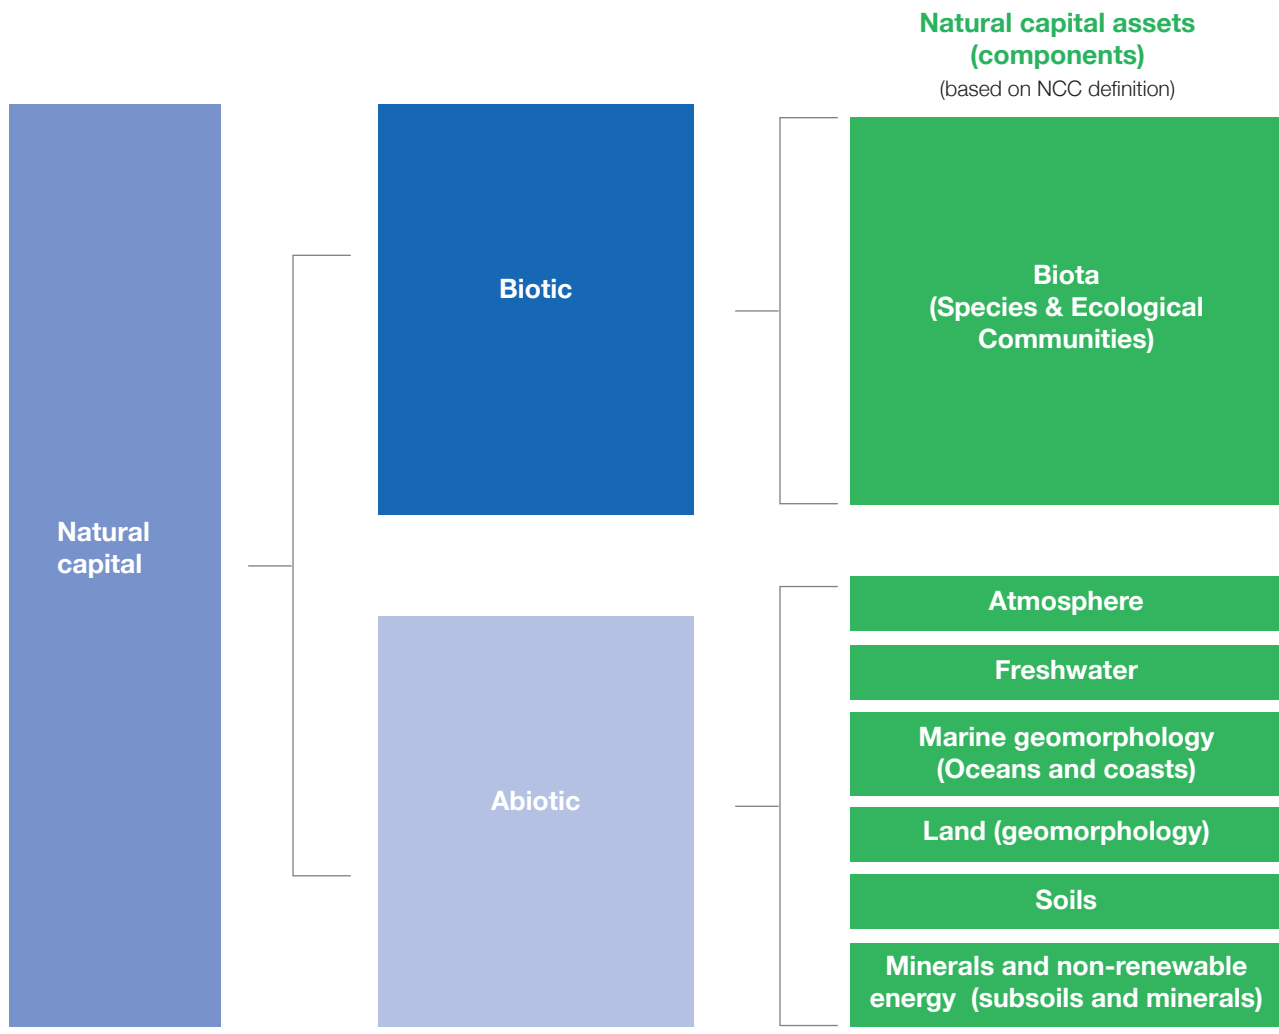 Natural capital assets
(components)
(based on NCC definition)
Natural
capital
Biotic
Biota
(Species & Ecological
Communities)
Abiotic
Atmosphere
Freshwater
Marine geomorphology
(Oceans and coasts)
Land (geomorphology)
Soils
Minerals and non-renewable
energy  (subsoils and minerals)